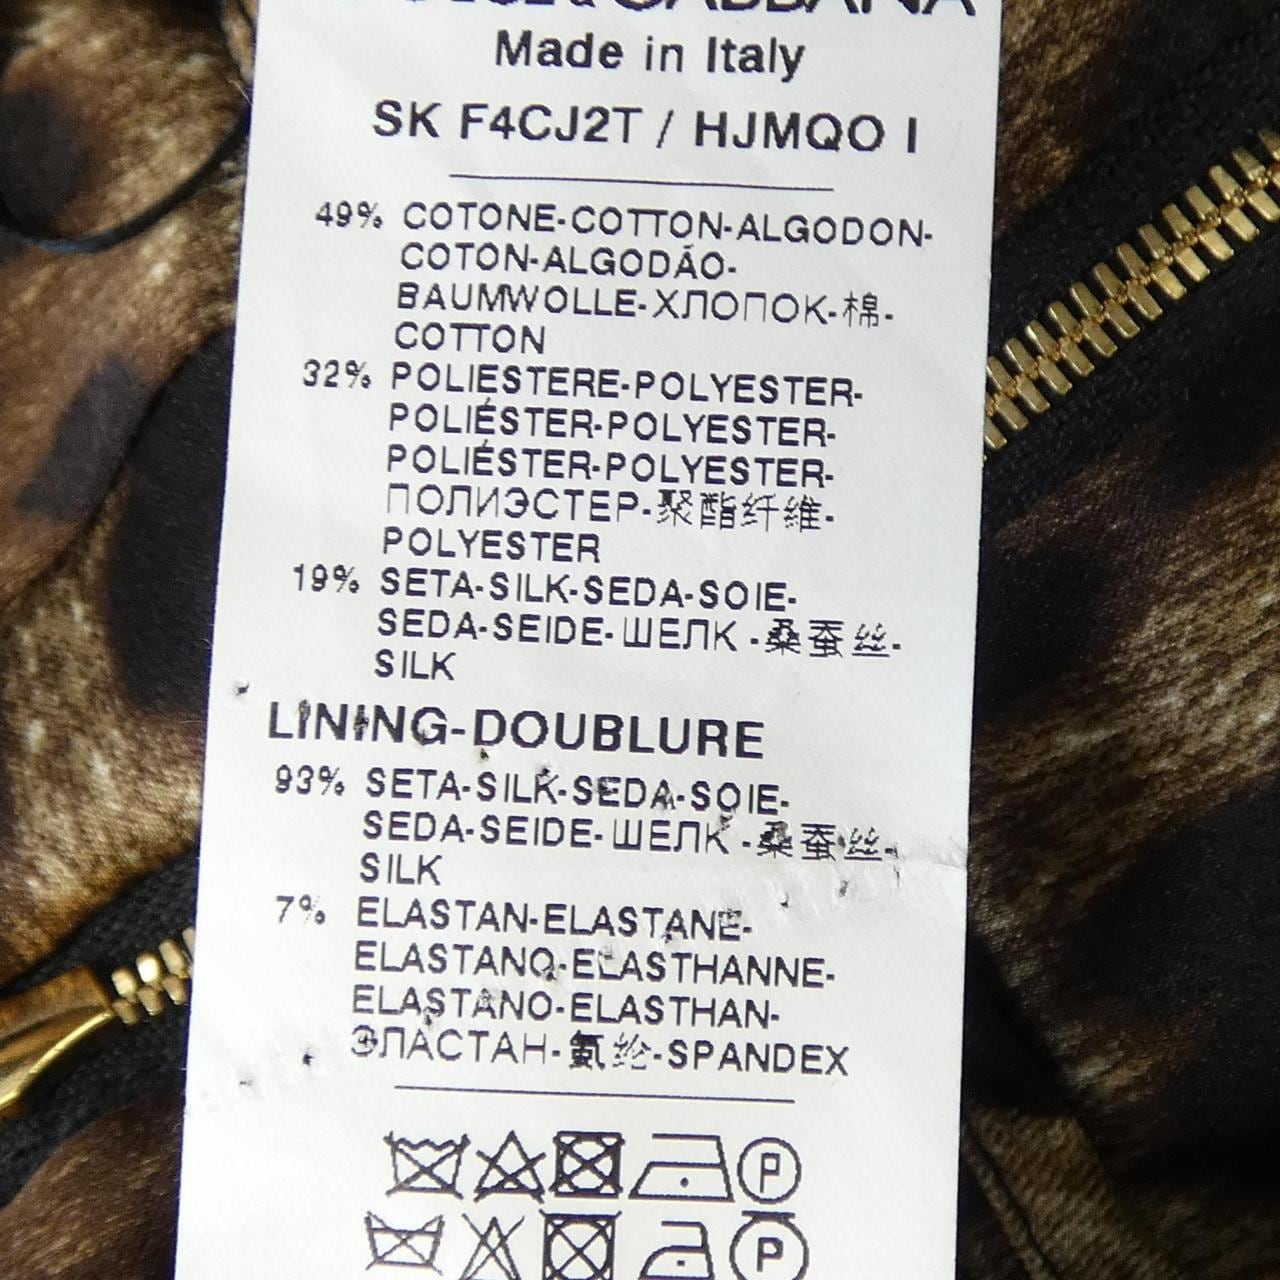 DOLCE & GABBANA
Made in Italy
SK F4CJ2T / HJMQO I
49% COTONE-COTTON-ALGODON-
COTON-ALGODÃO-
BAUMWOLLE-ХЛОПОК-棉-
COTTON
32% POLIESTERE-POLYESTER-
POLIÉSTER-POLYESTER-
POLIÉSTER-POLYESTER-
ПОЛИЭСТЕР-聚酯纤维-
POLYESTER
19% SETA-SILK-SEDA-SOIE-
SEDA-SEIDE-ШЕЛК-桑蚕丝-
SILK
LINING-DOUBLURE
93% SETA-SILK-SEDA-SOIE-
SEDA-SEIDE-ШЕЛК-桑蚕丝-
SILK
7% ELASTAN-ELASTANE-
ELASTANO-ELASTHANNE-
ELASTANO-ELASTHAN-
ЭЛАСТАН-氨纶-SPANDEX
P
P